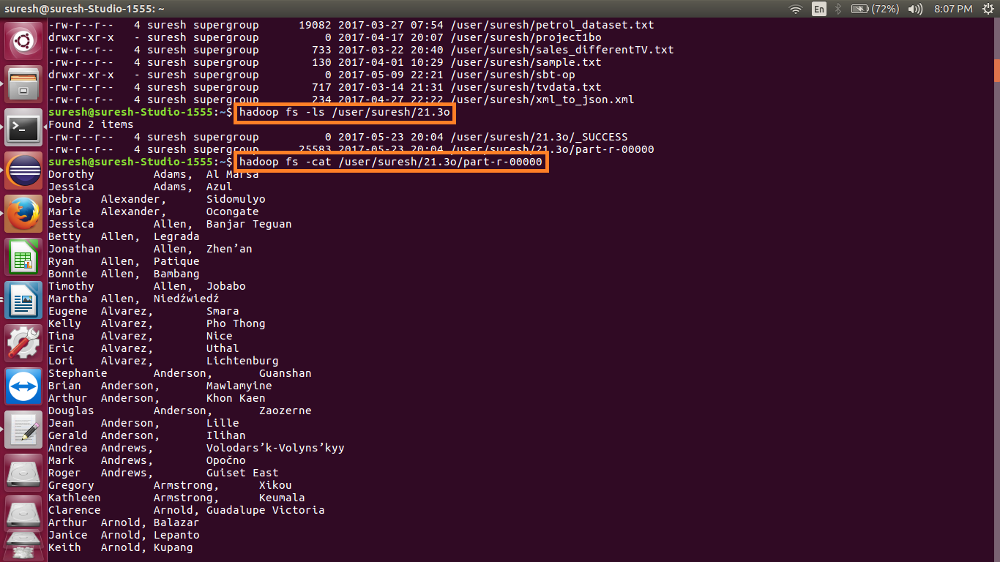 suresh@suresh-Studio-1555: ~ En (72%) 8:07 PM
-rw-r--r--   4 suresh supergroup      19082 2017-03-27 07:54 /user/suresh/petrol_dataset.txt
drwxr-xr-x   - suresh supergroup          0 2017-04-17 20:07 /user/suresh/project1bo
-rw-r--r--   4 suresh supergroup        733 2017-03-22 20:40 /user/suresh/sales_differentTV.txt
-rw-r--r--   4 suresh supergroup        130 2017-04-01 10:29 /user/suresh/sample.txt
drwxr-xr-x   - suresh supergroup          0 2017-05-09 22:21 /user/suresh/sbt-op
-rw-r--r--   4 suresh supergroup        717 2017-03-14 21:31 /user/suresh/tvdata.txt
-rw-r--r--   4 suresh supergroup        234 2017-04-27 22:22 /user/suresh/xml_to_json.xml
suresh@suresh-Studio-1555:~$ hadoop fs -ls /user/suresh/21.3o
Found 2 items
-rw-r--r--   4 suresh supergroup          0 2017-05-23 20:04 /user/suresh/21.3o/_SUCCESS
-rw-r--r--   4 suresh supergroup      25583 2017-05-23 20:04 /user/suresh/21.3o/part-r-00000
suresh@suresh-Studio-1555:~$ hadoop fs -cat /user/suresh/21.3o/part-r-00000
Dorothy         Adams,  Al Marsá
Jessica         Adams,  Azul
Debra   Alexander,      Sidomulyo
Marie   Alexander,      Ocongate
Jessica         Allen,  Banjar Teguan
Betty   Allen,  Legrada
Jonathan        Allen,  Zhen’an
Ryan    Allen,  Patique
Bonnie  Allen,  Bambang
Timothy         Allen,  Jobabo
Martha  Allen,  Niedźwiedź
Eugene  Alvarez,        Smara
Kelly   Alvarez,        Pho Thong
Tina    Alvarez,        Nice
Eric    Alvarez,        Uthal
Lori    Alvarez,        Lichtenburg
Stephanie       Anderson,       Guanshan
Brian   Anderson,       Mawlamyine
Arthur  Anderson,       Khon Kaen
Douglas         Anderson,       Zaozerne
Jean    Anderson,       Lille
Gerald  Anderson,       Ilihan
Andrea  Andrews,        Volodars’k-Volyns’kyy
Mark    Andrews,        Opočno
Roger   Andrews,        Guiset East
Gregory         Armstrong,      Xikou
Kathleen        Armstrong,      Keumala
Clarence        Arnold, Guadalupe Victoria
Arthur  Arnold, Balazar
Janice  Arnold, Lepanto
Keith   Arnold, Kupang